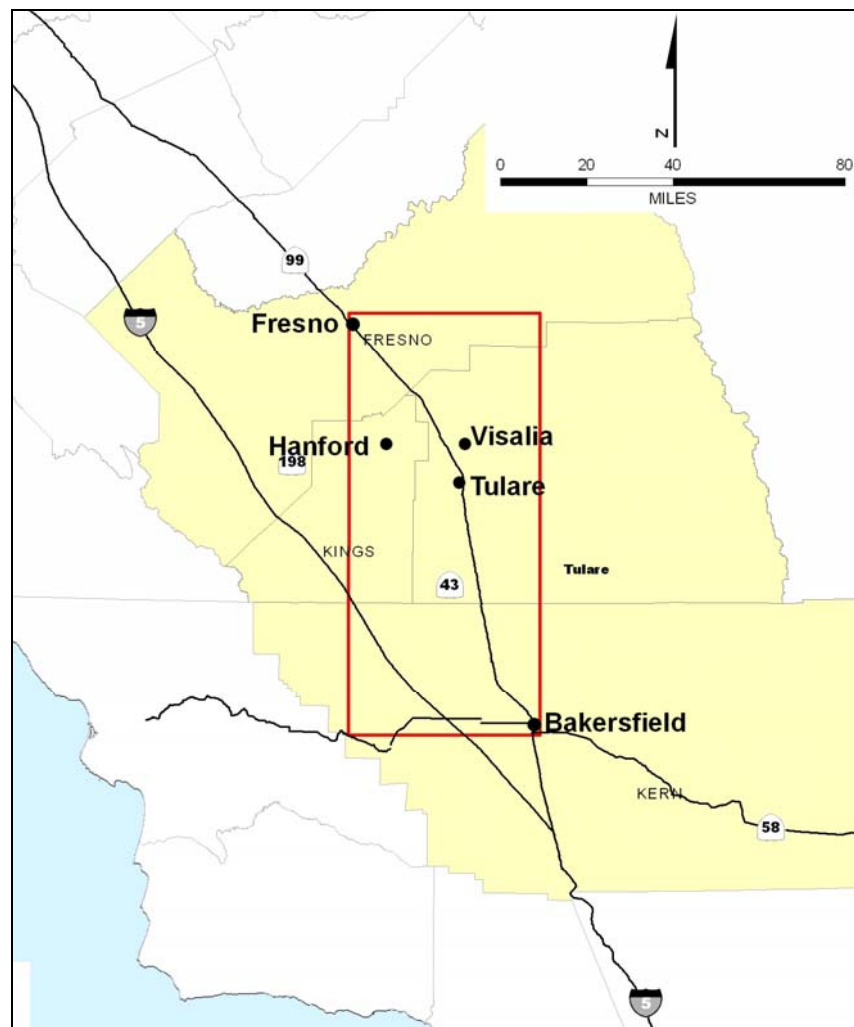 N
0 20 40 80
MILES
99
5
Fresno
FRESNO
Hanford
Visalia
198
Tulare
KINGS
43
Tulare
Bakersfield
KERN
58
5